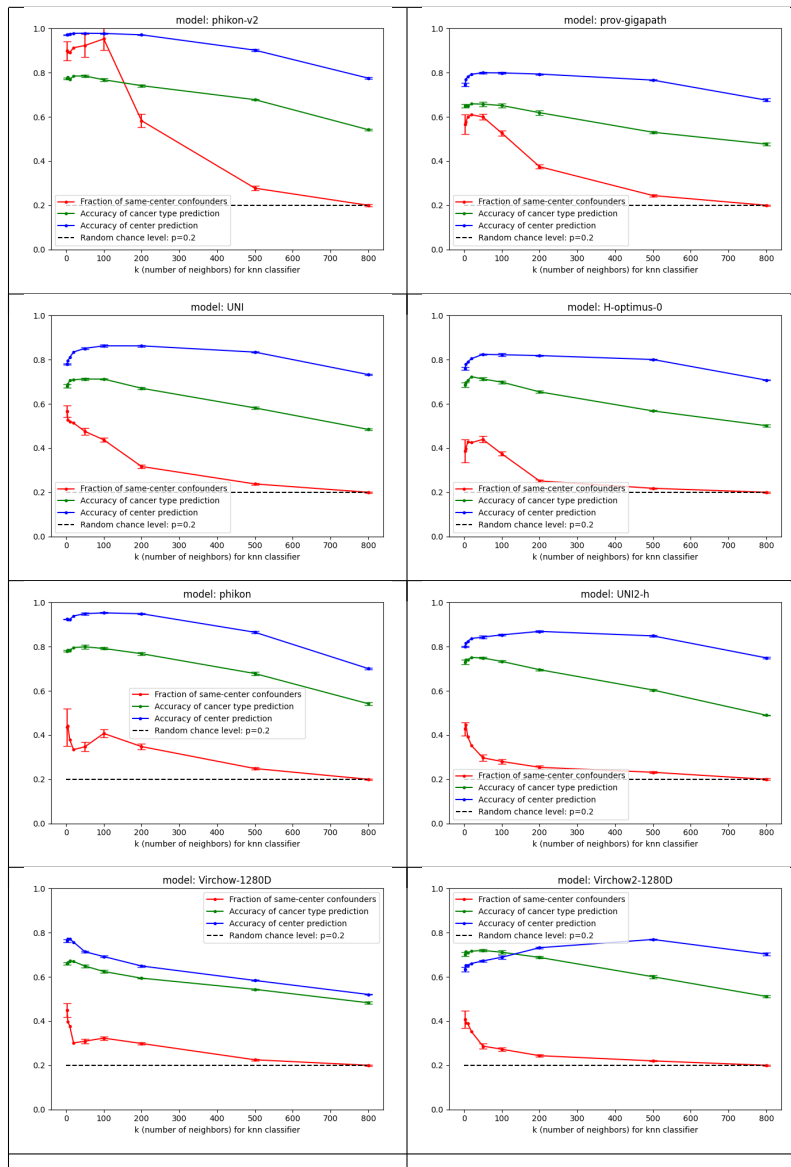 model: phikon-v2
1.0
0.8
0.6
0.4
0.2
0.0
Fraction of same-center confounders
Accuracy of cancer type prediction
Accuracy of center prediction
Random chance level: p=0.2
0 100 200 300 400 500 600 700 800
k (number of neighbors) for knn classifier
model: prov-gigapath
1.0
0.8
0.6
0.4
0.2
0.0
Fraction of same-center confounders
Accuracy of cancer type prediction
Accuracy of center prediction
Random chance level: p=0.2
0 100 200 300 400 500 600 700 800
k (number of neighbors) for knn classifier
model: UNI
1.0
0.8
0.6
0.4
0.2
0.0
Fraction of same-center confounders
Accuracy of cancer type prediction
Accuracy of center prediction
Random chance level: p=0.2
0 100 200 300 400 500 600 700 800
k (number of neighbors) for knn classifier
model: H-optimus-0
1.0
0.8
0.6
0.4
0.2
0.0
Fraction of same-center confounders
Accuracy of cancer type prediction
Accuracy of center prediction
Random chance level: p=0.2
0 100 200 300 400 500 600 700 800
k (number of neighbors) for knn classifier
model: phikon
1.0
0.8
0.6
0.4
0.2
0.0
Fraction of same-center confounders
Accuracy of cancer type prediction
Accuracy of center prediction
Random chance level: p=0.2
0 100 200 300 400 500 600 700 800
k (number of neighbors) for knn classifier
model: UNI2-h
1.0
0.8
0.6
0.4
0.2
0.0
Fraction of same-center confounders
Accuracy of cancer type prediction
Accuracy of center prediction
Random chance level: p=0.2
0 100 200 300 400 500 600 700 800
k (number of neighbors) for knn classifier
model: Virchow-1280D
1.0
0.8
0.6
0.4
0.2
0.0
Fraction of same-center confounders
Accuracy of cancer type prediction
Accuracy of center prediction
Random chance level: p=0.2
0 100 200 300 400 500 600 700 800
k (number of neighbors) for knn classifier
model: Virchow2-1280D
1.0
0.8
0.6
0.4
0.2
0.0
Fraction of same-center confounders
Accuracy of cancer type prediction
Accuracy of center prediction
Random chance level: p=0.2
0 100 200 300 400 500 600 700 800
k (number of neighbors) for knn classifier